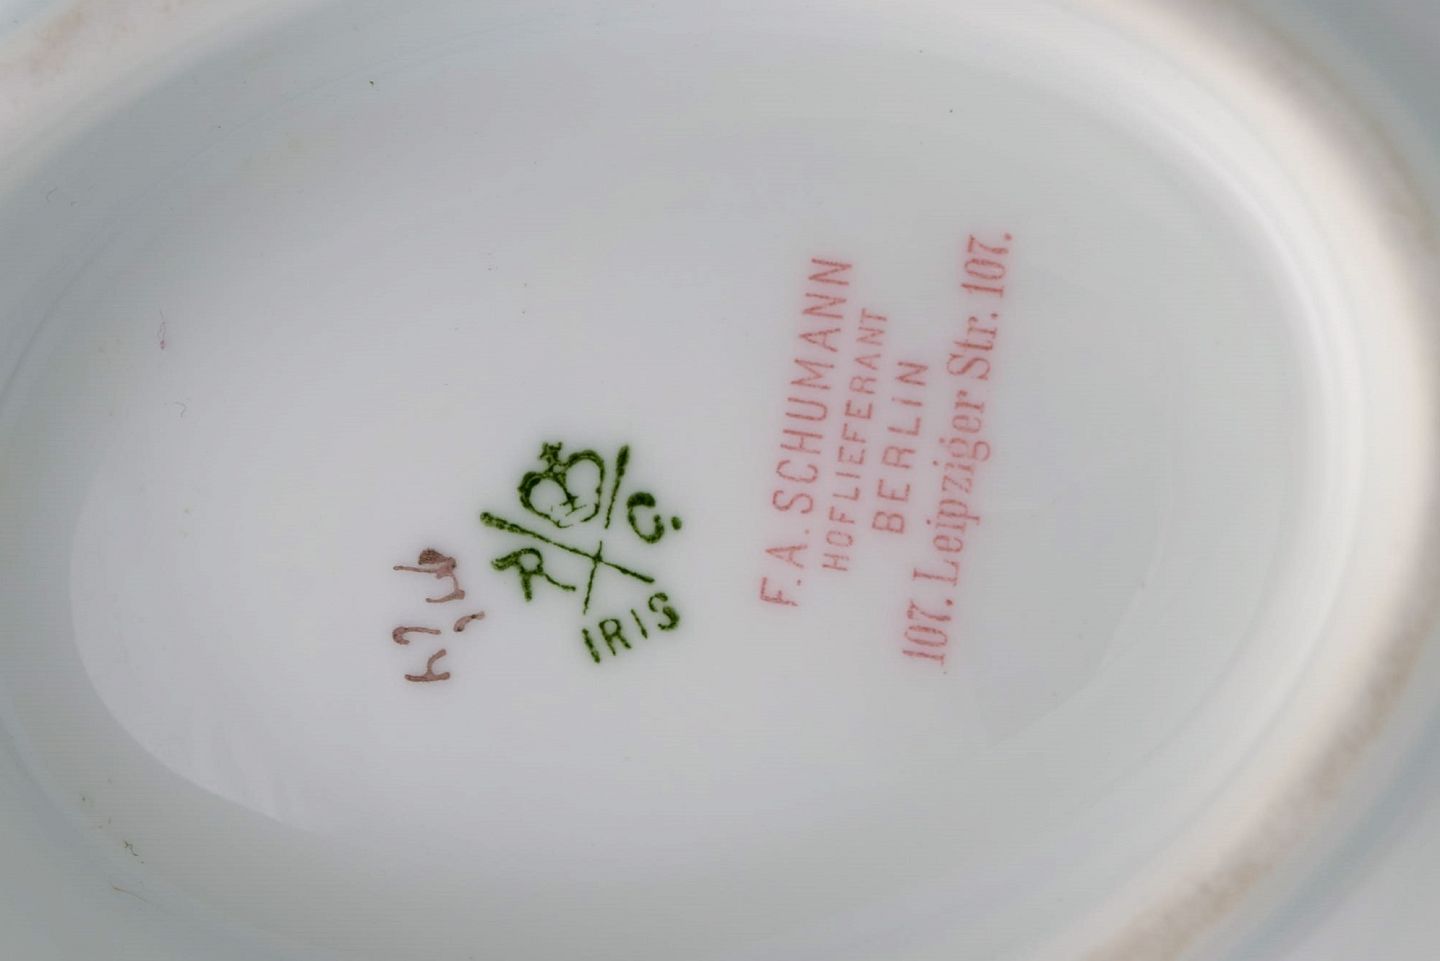 R C.
IRIS
F. A. SCHUMANN
HOFLIEFERANT
BERLIN
107. Leipziger Str. 107.